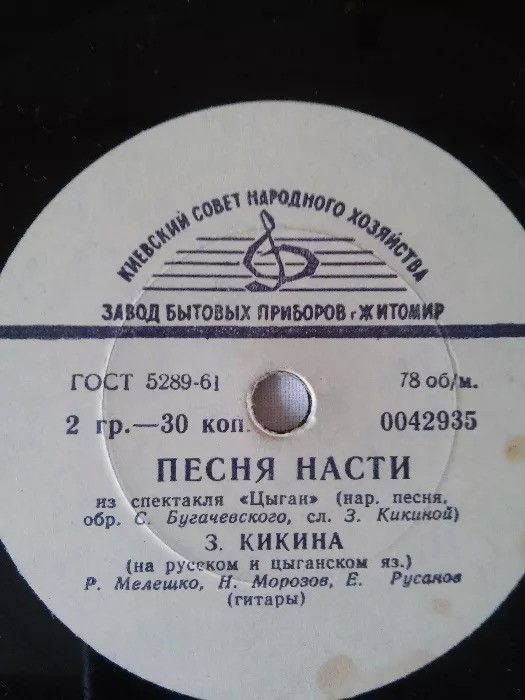 КИЕВСКИЙ СОВЕТ НАРОДНОГО ХОЗЯЙСТВА
ЗАВОД БЫТОВЫХ ПРИБОРОВ г. ЖИТОМИР
ГОСТ 5289-61 78 об/м.
2 гр.—30 коп. 0042935
ПЕСНЯ НАСТИ
из спектакля «Цыган» (нар. песня,
обр. С. Бугачевского, сл. З. Кикиной)
З. КИКИНА
(на русском и цыганском яз.)
Р. Мелешко, Н. Морозов, Е. Русанов
(гитары)